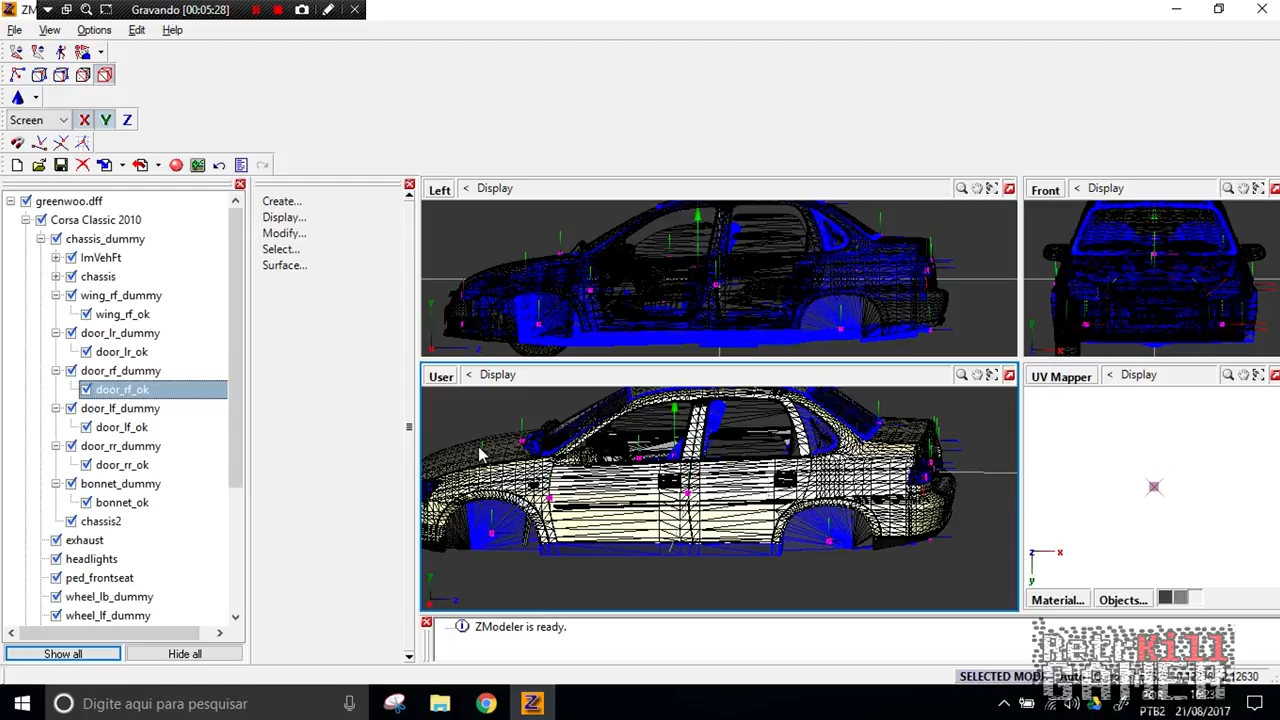 ZM
Gravando [00:05:28]
File View Options Edit Help
Screen X Y Z
greenwoo.dff
Corsa Classic 2010
chassis_dummy
ImVehFt
chassis
wing_rf_dummy
wing_rf_ok
door_lr_dummy
door_lr_ok
door_rf_dummy
door_rf_ok
door_lf_dummy
door_lf_ok
door_rr_dummy
door_rr_ok
bonnet_dummy
bonnet_ok
chassis2
exhaust
headlights
ped_frontseat
wheel_lb_dummy
wheel_lf_dummy
Show all Hide all
Create...
Display...
Modify...
Select...
Surface...
Left < Display
Front < Display
User < Display
UV Mapper < Display
Material... Objects...
ZModeler is ready.
SELECTED MODE
Digite aqui para pesquisar
PTB2 21/08/2017